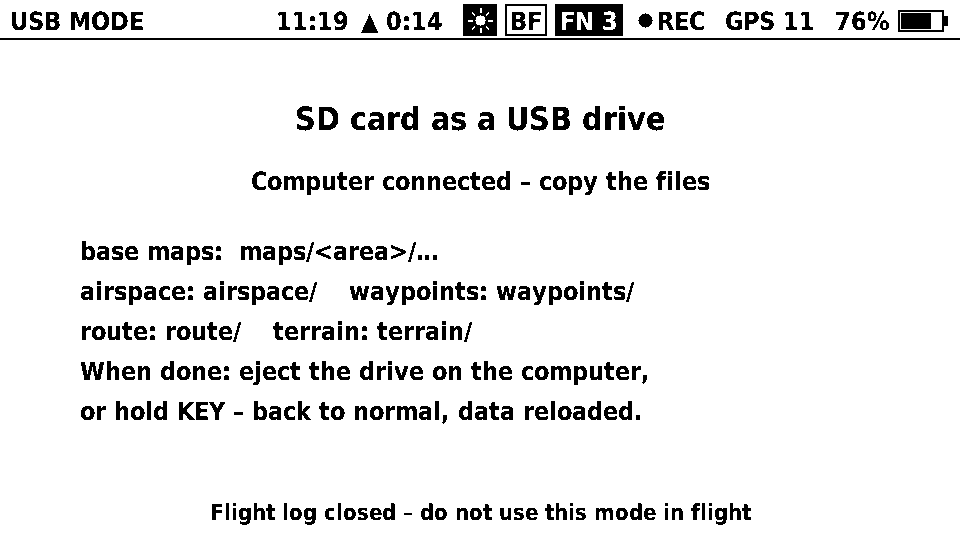 USB MODE 11:19 ▲ 0:14 BF FN 3 ●REC GPS 11 76%
SD card as a USB drive
Computer connected – copy the files
base maps: maps/<area>/...
airspace: airspace/ waypoints: waypoints/
route: route/ terrain: terrain/
When done: eject the drive on the computer,
or hold KEY – back to normal, data reloaded.
Flight log closed – do not use this mode in flight